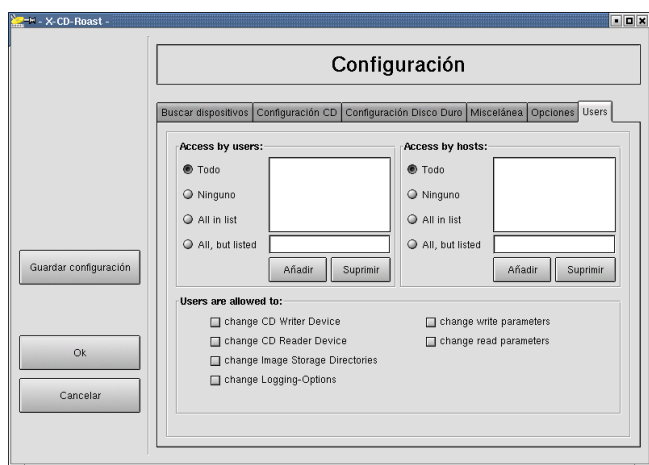 - X-CD-Roast -
Configuración
Buscar dispositivos Configuración CD Configuración Disco Duro Miscelánea Opciones Users
Access by users: Access by hosts:
Todo Todo
Ninguno Ninguno
All in list All in list
All, but listed All, but listed
Añadir Suprimir Añadir Suprimir
Guardar configuración
Users are allowed to:
change CD Writer Device change write parameters
change CD Reader Device change read parameters
Ok
change Image Storage Directories
change Logging-Options
Cancelar